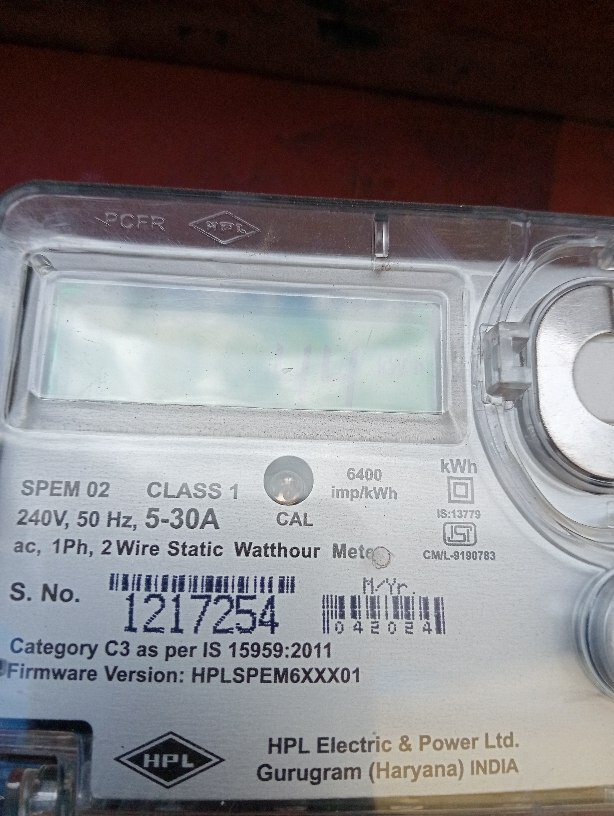 PCFR HPL
kWh
6400
SPEM 02 CLASS 1 imp/kWh
IS:13779
240V, 50 Hz, 5-30A CAL
ISI
ac, 1Ph, 2 Wire Static Watthour Mete
CM/L-9190783
M/Yr.
S. No. 1217254 042024
Category C3 as per IS 15959:2011
Firmware Version: HPLSPEM6XXX01
HPL HPL Electric & Power Ltd.
Gurugram (Haryana) INDIA